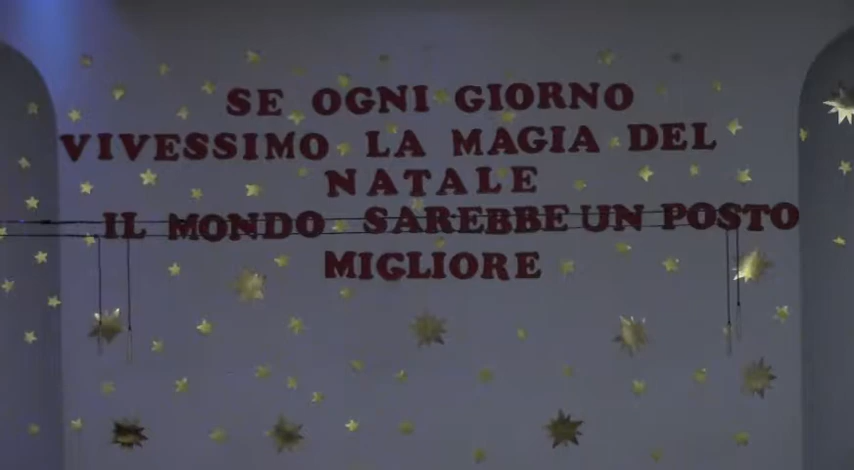 SE OGNI GIORNO
VIVESSIMO LA MAGIA DEL
NATALE
IL MONDO SAREBBE UN POSTO
MIGLIORE